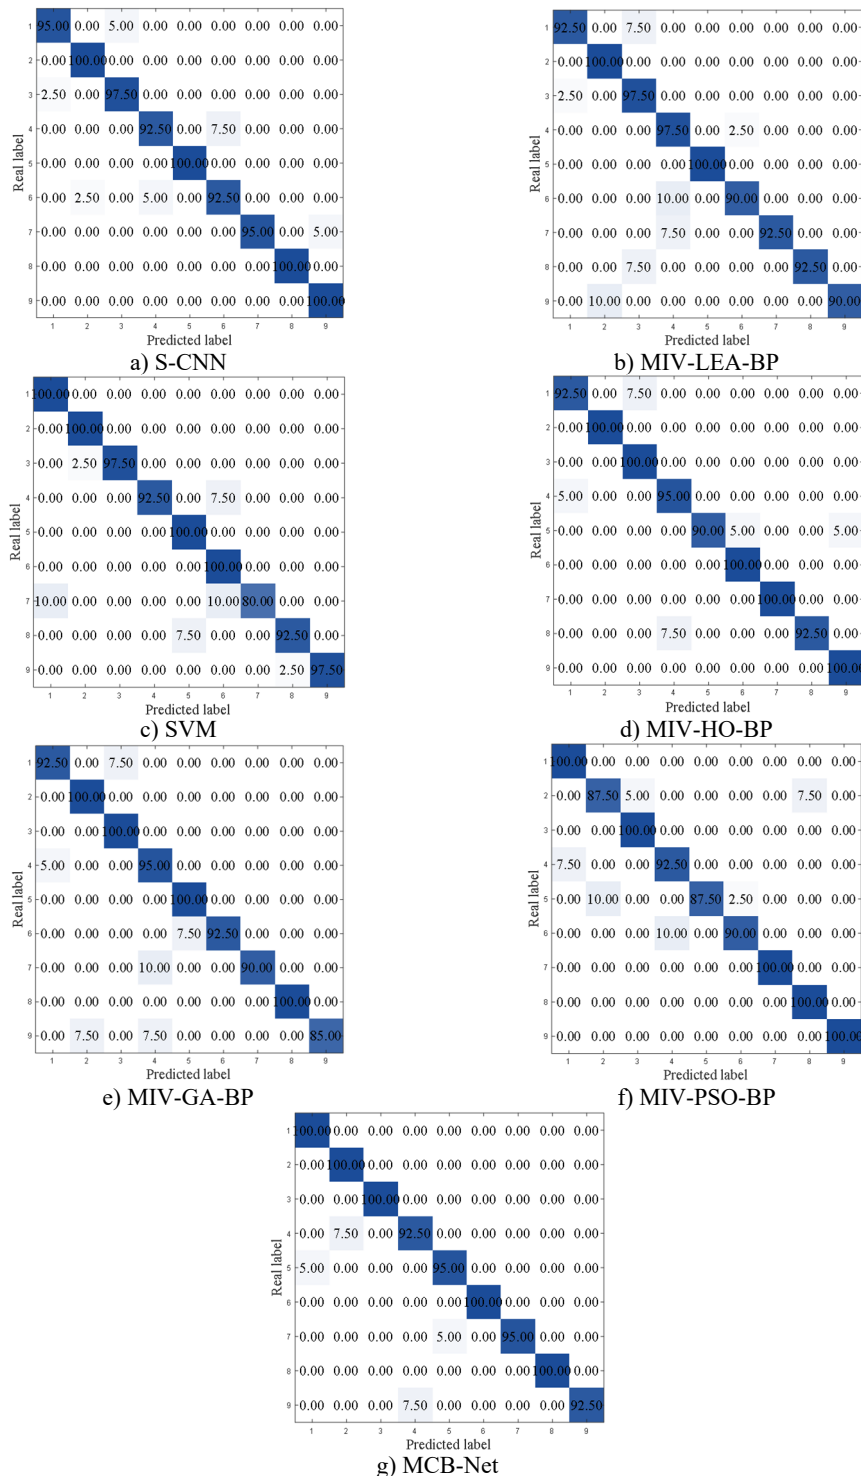 Real label
1 95.00 0.00 5.00 0.00 0.00 0.00 0.00 0.00 0.00
2 0.00 100.00 0.00 0.00 0.00 0.00 0.00 0.00 0.00
3 2.50 0.00 97.50 0.00 0.00 0.00 0.00 0.00 0.00
4 0.00 0.00 0.00 92.50 0.00 7.50 0.00 0.00 0.00
5 0.00 0.00 0.00 0.00 100.00 0.00 0.00 0.00 0.00
6 0.00 2.50 0.00 5.00 0.00 92.50 0.00 0.00 0.00
7 0.00 0.00 0.00 0.00 0.00 0.00 95.00 0.00 5.00
8 0.00 0.00 0.00 0.00 0.00 0.00 0.00 100.00 0.00
9 0.00 0.00 0.00 0.00 0.00 0.00 0.00 0.00 100.00
1 2 3 4 5 6 7 8 9
Predicted label
a) S-CNN
Real label
1 92.50 0.00 7.50 0.00 0.00 0.00 0.00 0.00 0.00
2 0.00 100.00 0.00 0.00 0.00 0.00 0.00 0.00 0.00
3 2.50 0.00 97.50 0.00 0.00 0.00 0.00 0.00 0.00
4 0.00 0.00 0.00 97.50 0.00 2.50 0.00 0.00 0.00
5 0.00 0.00 0.00 0.00 100.00 0.00 0.00 0.00 0.00
6 0.00 0.00 0.00 10.00 0.00 90.00 0.00 0.00 0.00
7 0.00 0.00 0.00 7.50 0.00 0.00 92.50 0.00 0.00
8 0.00 0.00 7.50 0.00 0.00 0.00 0.00 92.50 0.00
9 0.00 10.00 0.00 0.00 0.00 0.00 0.00 0.00 90.00
1 2 3 4 5 6 7 8 9
Predicted label
b) MIV-LEA-BP
Real label
1 100.00 0.00 0.00 0.00 0.00 0.00 0.00 0.00 0.00
2 0.00 100.00 0.00 0.00 0.00 0.00 0.00 0.00 0.00
3 0.00 2.50 97.50 0.00 0.00 0.00 0.00 0.00 0.00
4 0.00 0.00 0.00 92.50 0.00 7.50 0.00 0.00 0.00
5 0.00 0.00 0.00 0.00 100.00 0.00 0.00 0.00 0.00
6 0.00 0.00 0.00 0.00 0.00 100.00 0.00 0.00 0.00
7 10.00 0.00 0.00 0.00 0.00 10.00 80.00 0.00 0.00
8 0.00 0.00 0.00 0.00 7.50 0.00 0.00 92.50 0.00
9 0.00 0.00 0.00 0.00 0.00 0.00 0.00 2.50 97.50
1 2 3 4 5 6 7 8 9
Predicted label
c) SVM
Real label
1 92.50 0.00 7.50 0.00 0.00 0.00 0.00 0.00 0.00
2 0.00 100.00 0.00 0.00 0.00 0.00 0.00 0.00 0.00
3 0.00 0.00 100.00 0.00 0.00 0.00 0.00 0.00 0.00
4 5.00 0.00 0.00 95.00 0.00 0.00 0.00 0.00 0.00
5 0.00 0.00 0.00 0.00 90.00 5.00 0.00 0.00 5.00
6 0.00 0.00 0.00 0.00 0.00 100.00 0.00 0.00 0.00
7 0.00 0.00 0.00 0.00 0.00 0.00 100.00 0.00 0.00
8 0.00 0.00 0.00 7.50 0.00 0.00 0.00 92.50 0.00
9 0.00 0.00 0.00 0.00 0.00 0.00 0.00 0.00 100.00
1 2 3 4 5 6 7 8 9
Predicted label
d) MIV-HO-BP
Real label
1 92.50 0.00 7.50 0.00 0.00 0.00 0.00 0.00 0.00
2 0.00 100.00 0.00 0.00 0.00 0.00 0.00 0.00 0.00
3 0.00 0.00 100.00 0.00 0.00 0.00 0.00 0.00 0.00
4 5.00 0.00 0.00 95.00 0.00 0.00 0.00 0.00 0.00
5 0.00 0.00 0.00 0.00 100.00 0.00 0.00 0.00 0.00
6 0.00 0.00 0.00 0.00 7.50 92.50 0.00 0.00 0.00
7 0.00 0.00 0.00 10.00 0.00 0.00 90.00 0.00 0.00
8 0.00 0.00 0.00 0.00 0.00 0.00 0.00 100.00 0.00
9 0.00 7.50 0.00 7.50 0.00 0.00 0.00 0.00 85.00
1 2 3 4 5 6 7 8 9
Predicted label
e) MIV-GA-BP
Real label
1 100.00 0.00 0.00 0.00 0.00 0.00 0.00 0.00 0.00
2 0.00 87.50 5.00 0.00 0.00 0.00 0.00 7.50 0.00
3 0.00 0.00 100.00 0.00 0.00 0.00 0.00 0.00 0.00
4 7.50 0.00 0.00 92.50 0.00 0.00 0.00 0.00 0.00
5 0.00 10.00 0.00 0.00 87.50 2.50 0.00 0.00 0.00
6 0.00 0.00 0.00 10.00 0.00 90.00 0.00 0.00 0.00
7 0.00 0.00 0.00 0.00 0.00 0.00 100.00 0.00 0.00
8 0.00 0.00 0.00 0.00 0.00 0.00 0.00 100.00 0.00
9 0.00 0.00 0.00 0.00 0.00 0.00 0.00 0.00 100.00
1 2 3 4 5 6 7 8 9
Predicted label
f) MIV-PSO-BP
Real label
1 100.00 0.00 0.00 0.00 0.00 0.00 0.00 0.00 0.00
2 0.00 100.00 0.00 0.00 0.00 0.00 0.00 0.00 0.00
3 0.00 0.00 100.00 0.00 0.00 0.00 0.00 0.00 0.00
4 0.00 7.50 0.00 92.50 0.00 0.00 0.00 0.00 0.00
5 5.00 0.00 0.00 0.00 95.00 0.00 0.00 0.00 0.00
6 0.00 0.00 0.00 0.00 0.00 100.00 0.00 0.00 0.00
7 0.00 0.00 0.00 0.00 5.00 0.00 95.00 0.00 0.00
8 0.00 0.00 0.00 0.00 0.00 0.00 0.00 100.00 0.00
9 0.00 0.00 0.00 7.50 0.00 0.00 0.00 0.00 92.50
1 2 3 4 5 6 7 8 9
Predicted label
g) MCB-Net